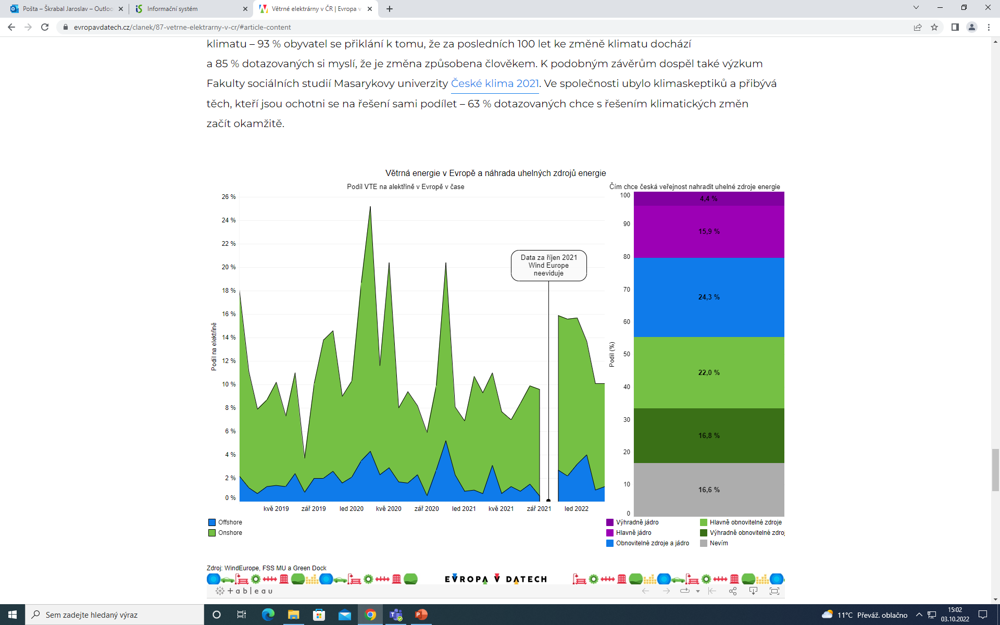 Pošta – Škrabal Jaroslav – Outloo
Informační systém
Větrné elektrárny v ČR | Evropa v
evropavdatech.cz/clanek/87-vetrne-elektrarny-v-cr/#article-content
klimatu – 93 % obyvatel se přiklání k tomu, že za posledních 100 let ke změně klimatu dochází
a 85 % dotazovaných si myslí, že je změna způsobena člověkem. K podobným závěrům dospěl také výzkum
Fakulty sociálních studií Masarykovy univerzity České klima 2021. Ve společnosti ubylo klimaskeptiků a přibývá
těch, kteří jsou ochotni se na řešení sami podílet – 63 % dotazovaných chce s řešením klimatických změn
začít okamžitě.
Větrná energie v Evropě a náhrada uhelných zdrojů energie
Podíl VTE na alektřině v Evropě v čase
26 %
24 %
22 %
20 %
18 %
16 %
14 %
12 %
10 %
8 %
6 %
4 %
2 %
0 %
Podíl na elektřině
Data za říjen 2021
Wind Europe
neeviduje
kvě 2019
zář 2019
led 2020
kvě 2020
zář 2020
led 2021
kvě 2021
zář 2021
led 2022
Offshore
Onshore
Čím chce česká veřejnost nahradit uhelné zdroje energie
100
90
80
70
60
50
40
30
20
10
0
Podíl (%)
4,4 %
15,9 %
24,3 %
22,0 %
16,8 %
16,6 %
Výhradně jádro
Hlavně jádro
Obnovitelné zdroje a jádro
Hlavně obnovitelné zdroje
Výhradně obnovitelné zdroj
Nevím
Zdroj: WindEurope, FSS MU a Green Dock
EVROPA V DATECH
+ableau
Sem zadejte hledaný výraz
11°C Převáž. oblačno
15:02
03.10.2022